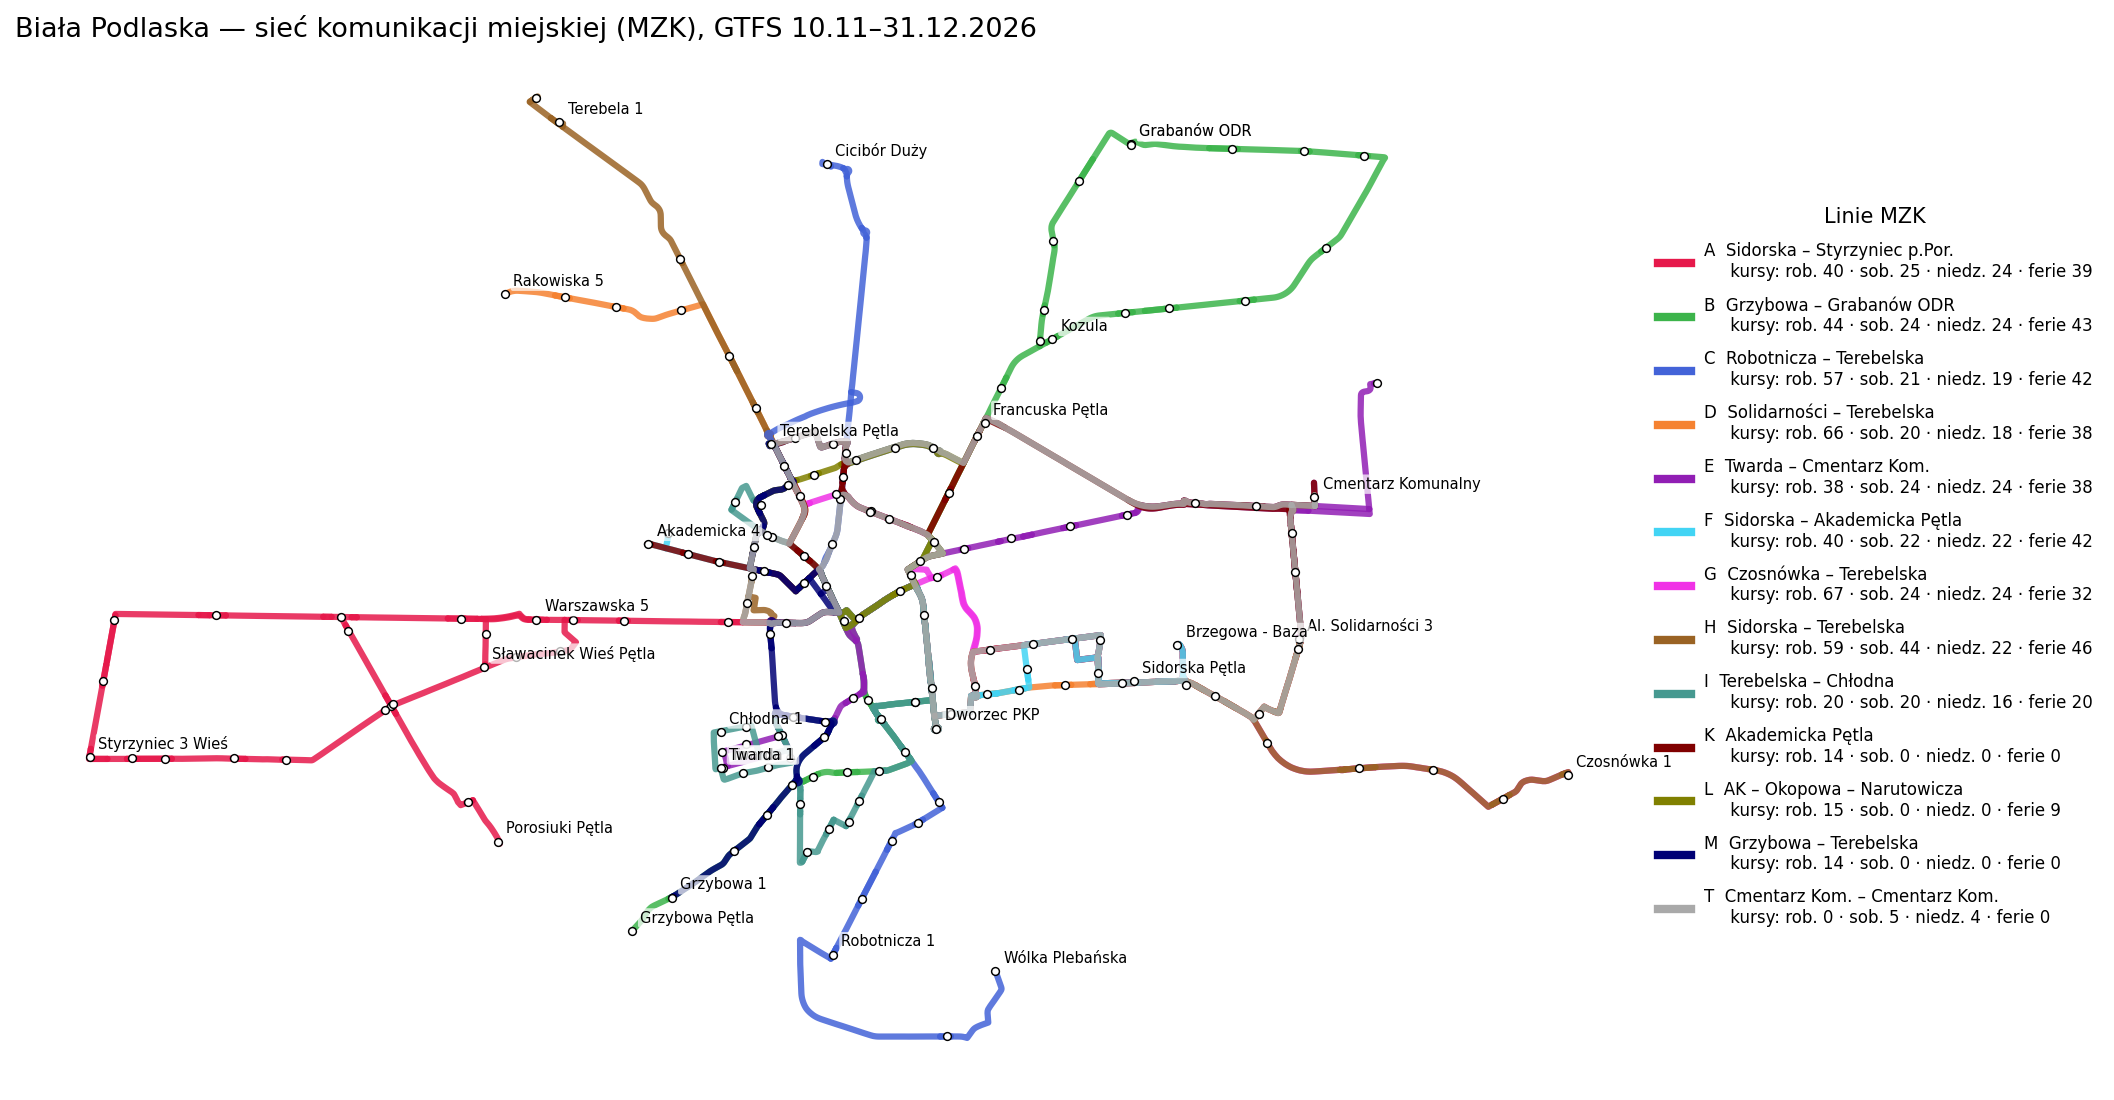 Biała Podlaska — sieć komunikacji miejskiej (MZK), GTFS 10.11–31.12.2026
Terebela 1
Cicibór Duży
Grabanów ODR
Rakowiska 5
Kozula
Francuska Pętla
Terebelska Pętla
Cmentarz Komunalny
Akademicka 4
Warszawska 5
Sławacinek Wieś Pętla
Brzegowa - Baza
Al. Solidarności 3
Sidorska Pętla
Dworzec PKP
Chłodna 1
Twarda 1
Styrzyniec 3 Wieś
Czosnówka 1
Porosiuki Pętla
Grzybowa 1
Grzybowa Pętla
Robotnicza 1
Wólka Plebańska
Linie MZK
A Sidorska – Styrzyniec p.Por.
kursy: rob. 40 · sob. 25 · niedz. 24 · ferie 39
B Grzybowa – Grabanów ODR
kursy: rob. 44 · sob. 24 · niedz. 24 · ferie 43
C Robotnicza – Terebelska
kursy: rob. 57 · sob. 21 · niedz. 19 · ferie 42
D Solidarności – Terebelska
kursy: rob. 66 · sob. 20 · niedz. 18 · ferie 38
E Twarda – Cmentarz Kom.
kursy: rob. 38 · sob. 24 · niedz. 24 · ferie 38
F Sidorska – Akademicka Pętla
kursy: rob. 40 · sob. 22 · niedz. 22 · ferie 42
G Czosnówka – Terebelska
kursy: rob. 67 · sob. 24 · niedz. 24 · ferie 32
H Sidorska – Terebelska
kursy: rob. 59 · sob. 44 · niedz. 22 · ferie 46
I Terebelska – Chłodna
kursy: rob. 20 · sob. 20 · niedz. 16 · ferie 20
K Akademicka Pętla
kursy: rob. 14 · sob. 0 · niedz. 0 · ferie 0
L AK – Okopowa – Narutowicza
kursy: rob. 15 · sob. 0 · niedz. 0 · ferie 9
M Grzybowa – Terebelska
kursy: rob. 14 · sob. 0 · niedz. 0 · ferie 0
T Cmentarz Kom. – Cmentarz Kom.
kursy: rob. 0 · sob. 5 · niedz. 4 · ferie 0